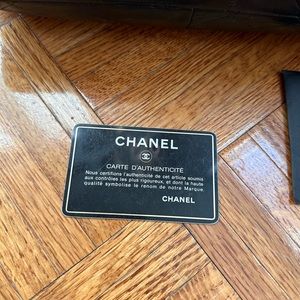 CHANEL
CARTE D'AUTHENTICITÉ
Nous certifions l'authenticité de cet article soumis
aux contrôles les plus rigoureux, et dont la haute
qualité symbolise le renom de notre Marque.
CHANEL